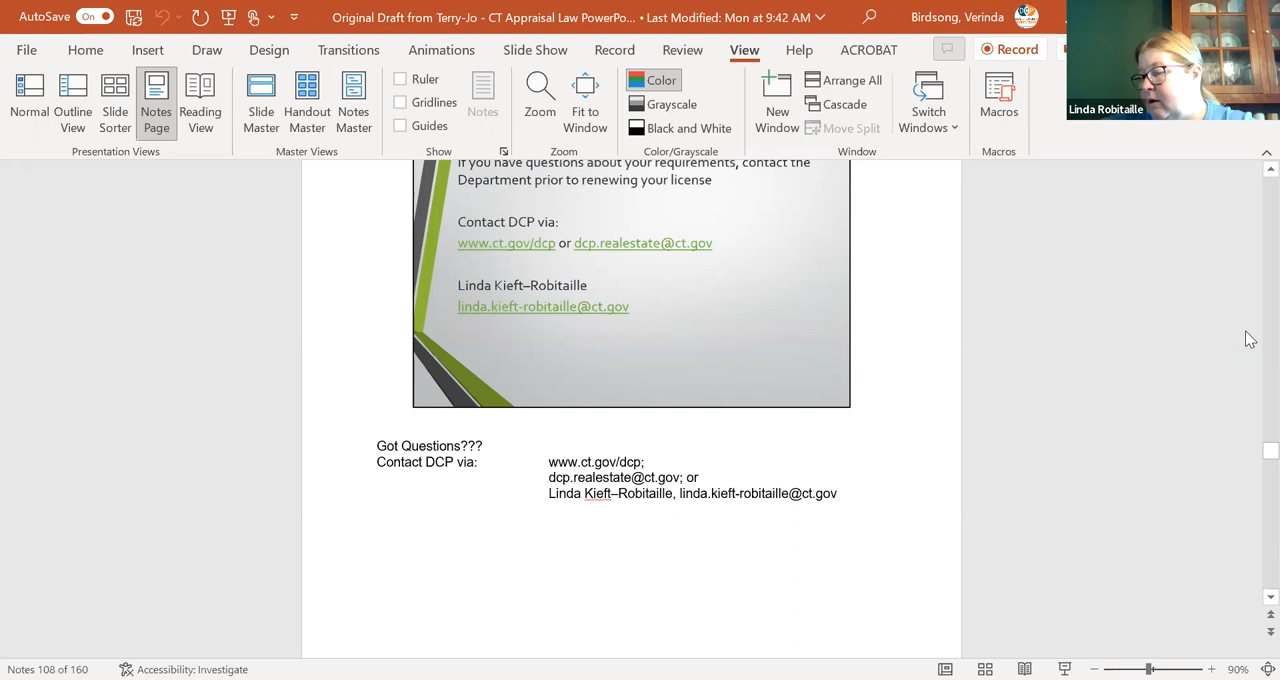 AutoSave On Original Draft from Terry-Jo - CT Appraisal Law PowerPo... • Last Modified: Mon at 9:42 AM Birdsong, Verinda
File Home Insert Draw Design Transitions Animations Slide Show Record Review View Help ACROBAT Record
Linda Robitaille
Normal Outline View Slide Sorter Notes Page Reading View
Presentation Views
Slide Master Handout Master Notes Master
Master Views
Ruler
Gridlines
Guides
Notes
Show
Zoom Fit to Window
Zoom
Color
Grayscale
Black and White
Color/Grayscale
New Window
Arrange All
Cascade
Move Split
Switch Windows
Window
Macros
Macros
If you have questions about your requirements, contact the
Department prior to renewing your license
Contact DCP via:
www.ct.gov/dcp or dcp.realestate@ct.gov
Linda Kieft–Robitaille
linda.kieft-robitaille@ct.gov
Got Questions???
Contact DCP via: www.ct.gov/dcp;
dcp.realestate@ct.gov; or
Linda Kieft–Robitaille, linda.kieft-robitaille@ct.gov
Notes 108 of 160 Accessibility: Investigate 90%